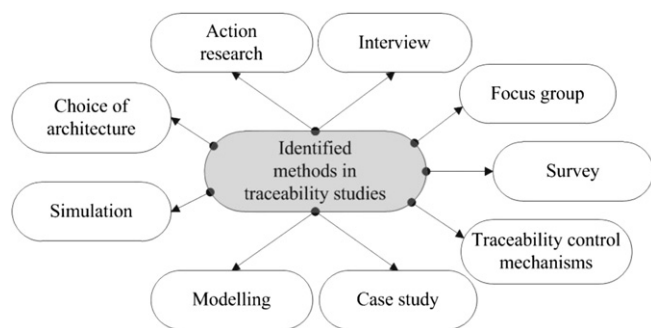 Action
research
Interview
Focus group
Choice of
architecture
Identified
methods in
traceability studies
Survey
Simulation
Traceability control
mechanisms
Modelling
Case study